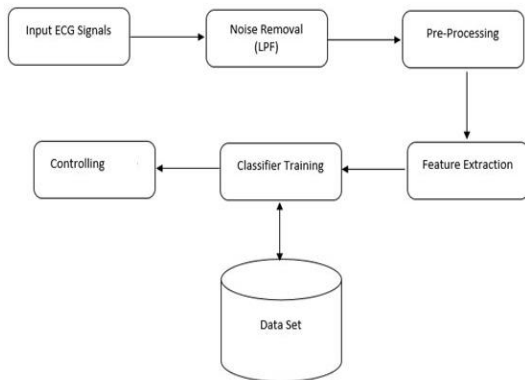 Input ECG Signals
Noise Removal
(LPF)
Pre-Processing
Feature Extraction
Classifier Training
Controlling
Data Set